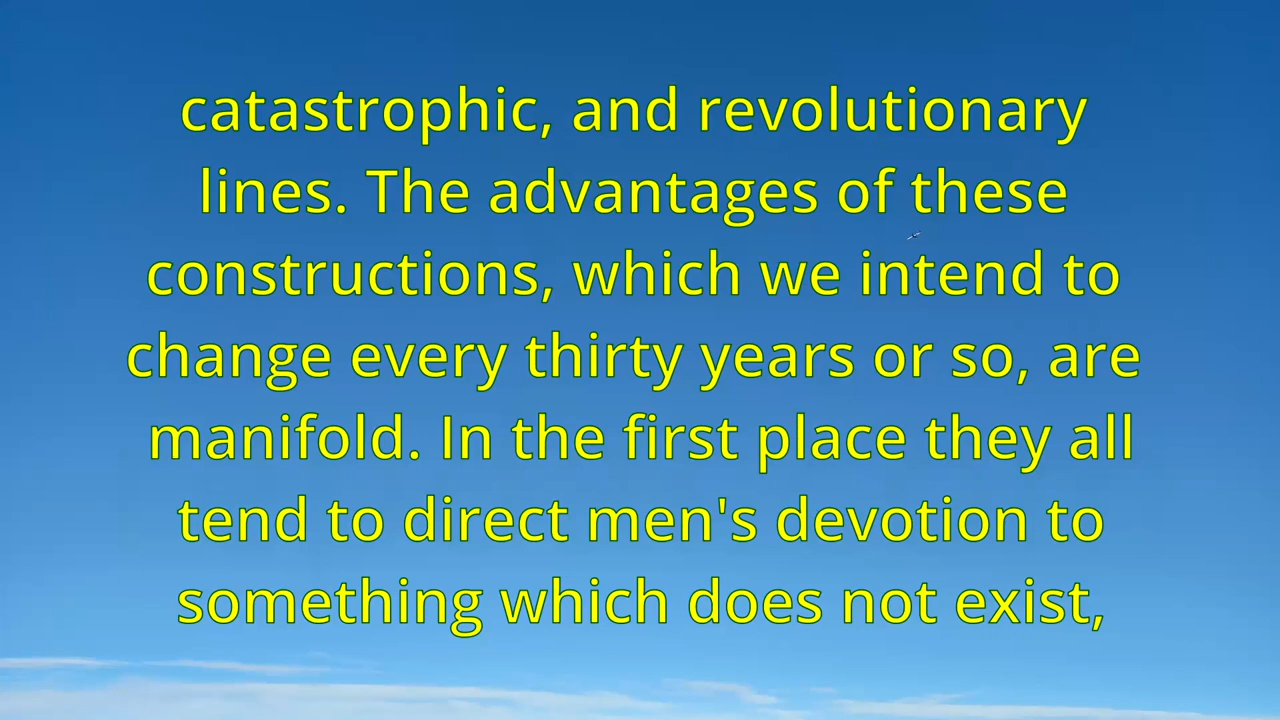 catastrophic, and revolutionary
lines. The advantages of these
constructions, which we intend to
change every thirty years or so, are
manifold. In the first place they all
tend to direct men's devotion to
something which does not exist,